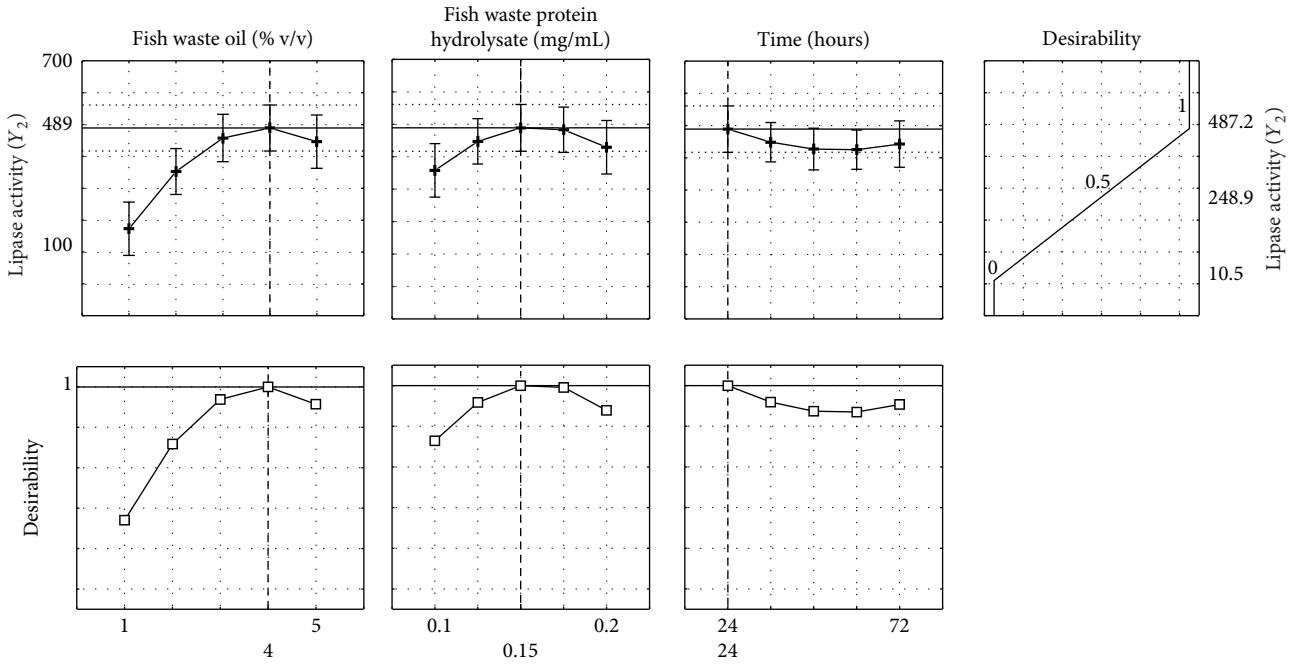 Fish waste oil (% v/v)
Fish waste protein
hydrolysate (mg/mL)
Time (hours)
Desirability
Lipase activity (Y2)
700
489
100
1
0.5
0
487.2
248.9
10.5
Lipase activity (Y2)
Desirability
1
1
5
4
0.1
0.2
0.15
24
72
24